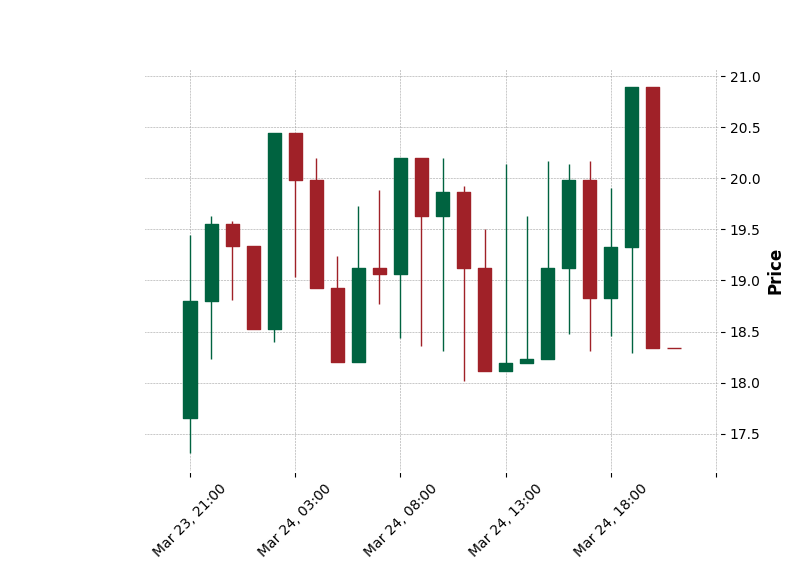 21.0
20.5
20.0
19.5
19.0
18.5
18.0
17.5
Price
Mar 23, 21:00
Mar 24, 03:00
Mar 24, 08:00
Mar 24, 13:00
Mar 24, 18:00